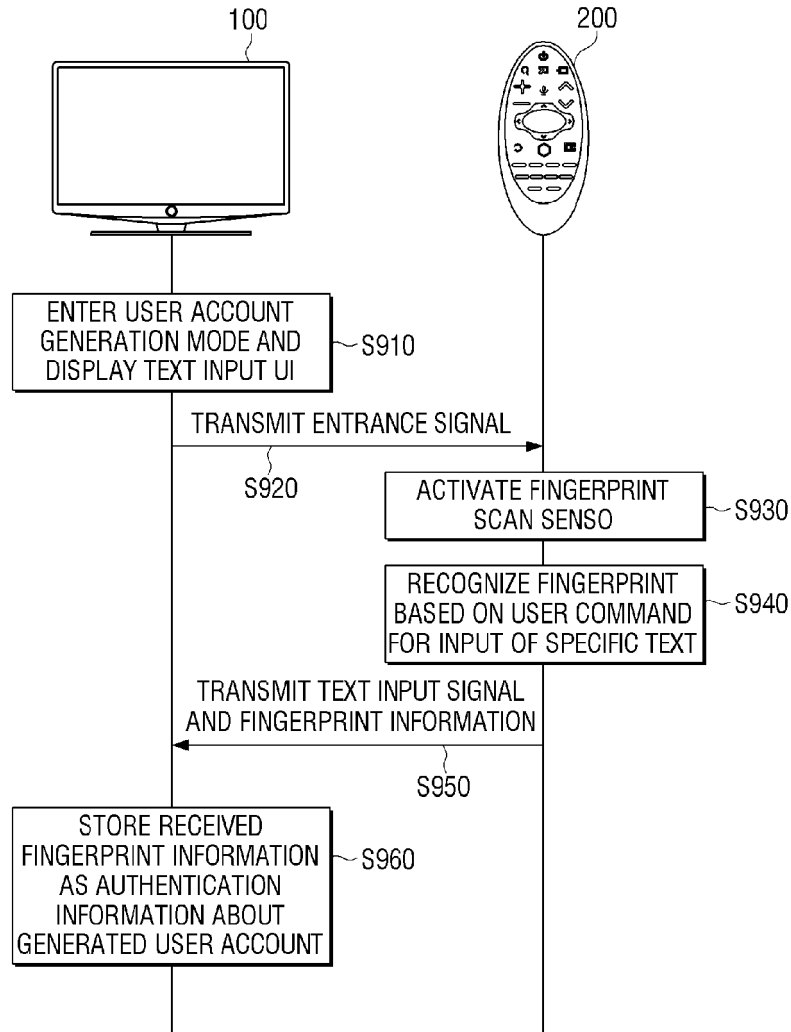 100
200
ENTER USER ACCOUNT
GENERATION MODE AND
DISPLAY TEXT INPUT UI
S910
TRANSMIT ENTRANCE SIGNAL
S920
ACTIVATE FINGERPRINT
SCAN SENSO
S930
RECOGNIZE FINGERPRINT
BASED ON USER COMMAND
FOR INPUT OF SPECIFIC TEXT
S940
TRANSMIT TEXT INPUT SIGNAL
AND FINGERPRINT INFORMATION
S950
STORE RECEIVED
FINGERPRINT INFORMATION
AS AUTHENTICATION
INFORMATION ABOUT
GENERATED USER ACCOUNT
S960